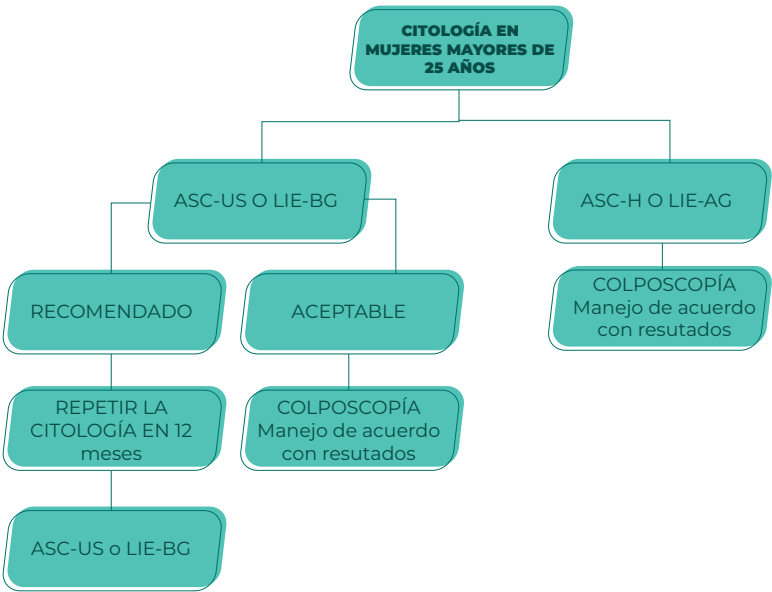 CITOLOGÍA EN
MUJERES MAYORES DE
25 AÑOS
ASC-US O LIE-BG
ASC-H O LIE-AG
RECOMENDADO
ACEPTABLE
COLPOSCOPÍA
Manejo de acuerdo
con resutados
REPETIR LA
CITOLOGÍA EN 12
meses
COLPOSCOPÍA
Manejo de acuerdo
con resutados
ASC-US o LIE-BG